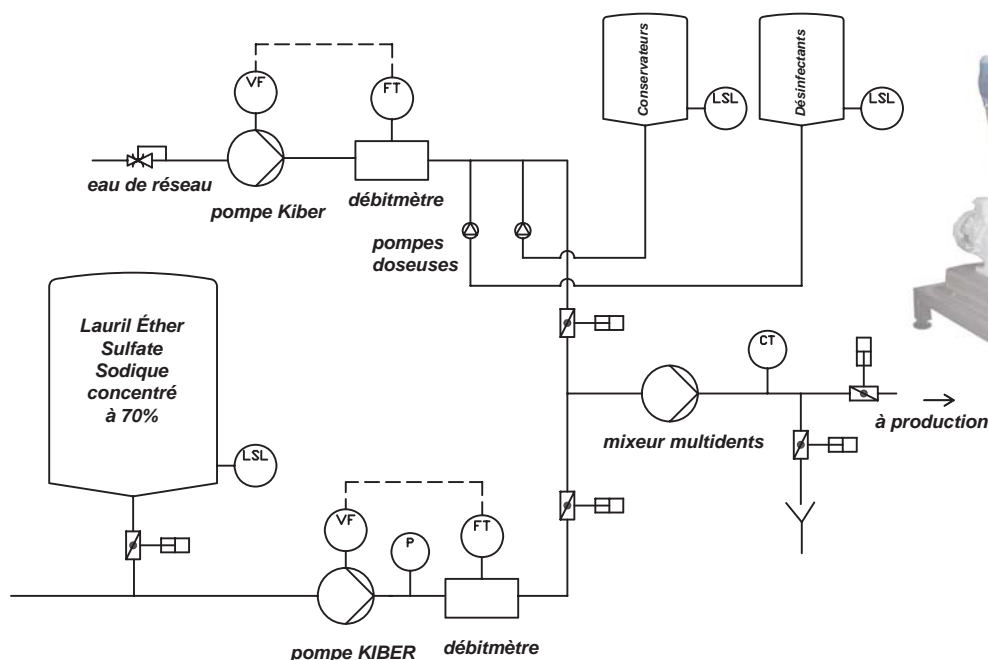 VF
FT
Conservateurs
LSL
Désinfectants
LSL
eau de réseau
pompe Kiber
débitmètre
pompes
doseuses
Lauril Éther
Sulfate
Sodique
concentré
à 70%
LSL
CT
mixeur multidents
à production
VF
P
FT
pompe KIBER
débitmètre